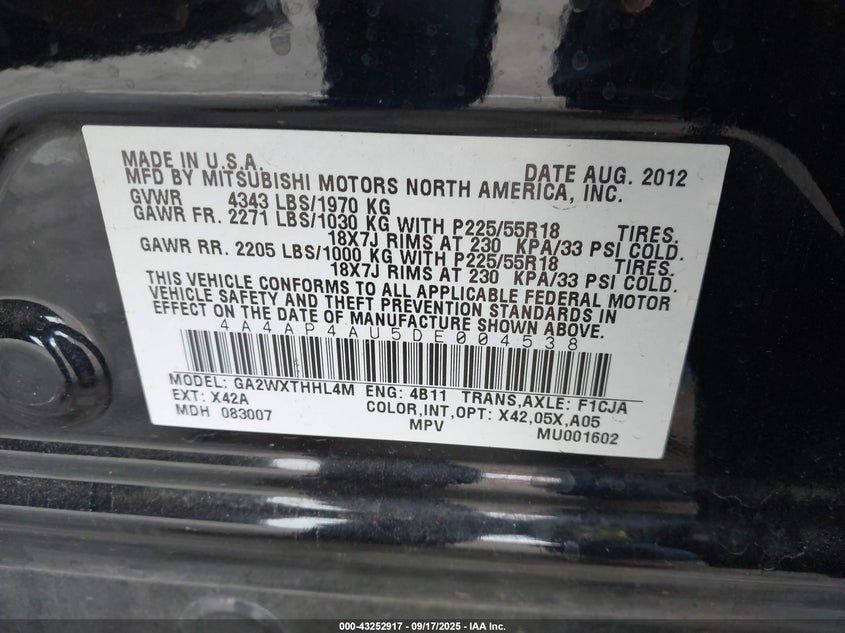 MADE IN U.S.A. DATE AUG. 2012
MFD BY MITSUBISHI MOTORS NORTH AMERICA, INC.
GVWR 4343 LBS/1970 KG
GAWR FR. 2271 LBS/1030 KG WITH P225/55R18 TIRES.
18X7J RIMS AT 230 KPA/33 PSI COLD.
GAWR RR. 2205 LBS/1000 KG WITH P225/55R18 TIRES.
18X7J RIMS AT 230 KPA/33 PSI COLD.
THIS VEHICLE CONFORMS TO ALL APPLICABLE FEDERAL MOTOR
VEHICLE SAFETY AND THEFT PREVENTION STANDARDS IN
EFFECT ON THE DATE OF MANUFACTURE SHOWN ABOVE.
4A4AP4AU5DE004538
MODEL: GA2WXTHHL4M ENG: 4B11 TRANS,AXLE: F1CJA
EXT: X42A COLOR,INT,OPT: X42,05X,A05
MDH 083007 MPV MU001602
000-43252917 - 09/17/2025 - IAA Inc.